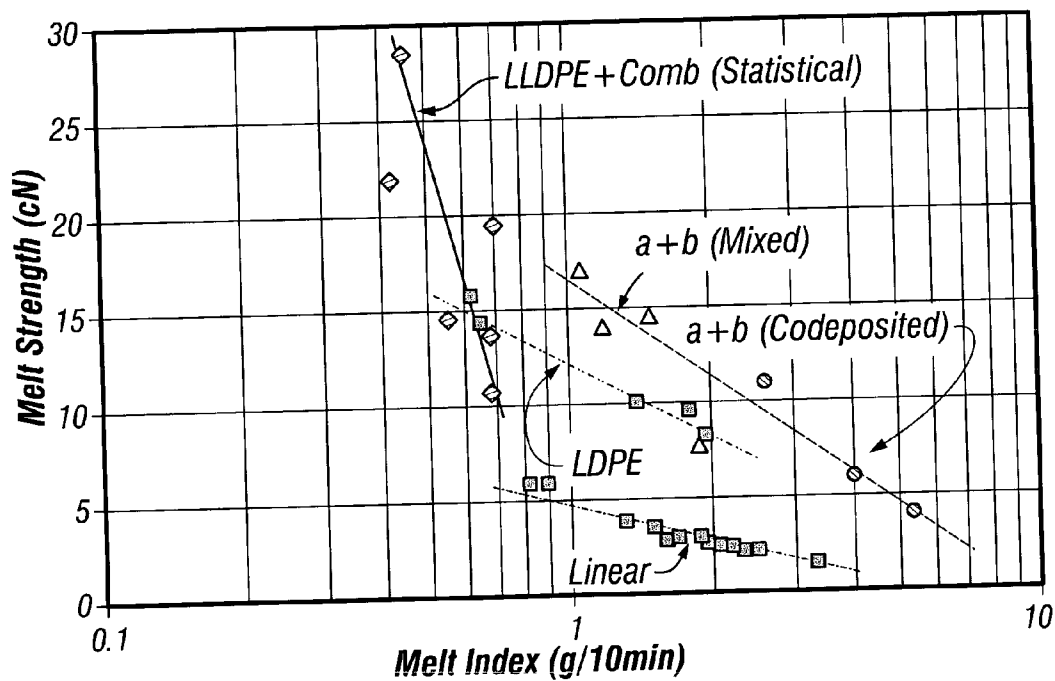 30
25
20
15
10
5
0
Melt Strength (cN)
LLDPE+Comb (Statistical)
a+b (Mixed)
a+b (Codeposited)
LDPE
Linear
0.1
1
10
Melt Index (g/10min)